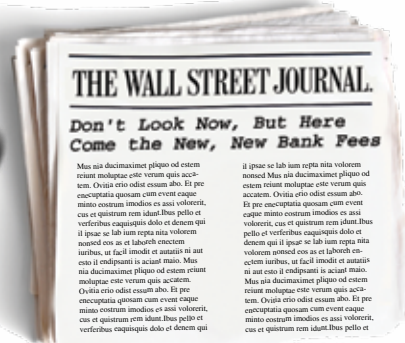 THE WALL STREET JOURNAL.
Don't Look Now, But Here
Come the New, New Bank Fees
Mus nia ducimaximet pliquo od estem
reiunt moluptae este verum quis acca-
tem. Ovitia erio odist essum abo. Et pre
enecuptatia quosam cum event eaque
minto eostrum imodios es assi volorerit,
cus et quistrum rem idunt.Ibus pello et
verferibus eaquisquis dolo et denem qui
il ipsae se lab ium repta nita volorem
nonsed eos as et laboreh enectem
iuribus, ut facil imodit et autatiis ni aut
esto il endipsanti is aciant maio. Mus
nia ducimaximet pliquo od estem reiunt
moluptae este verum quis accatem.
Ovitia erio odist essum abo. Et pre
enecuptatia quosam cum event eaque
minto eostrum imodios es assi volorerit,
cus et quistrum rem idunt.Ibus pello et
verferibus eaquisquis dolo et denem qui
il ipsae se lab ium repta nita volorem
nonsed Mus nia ducimaximet pliquo od
estem reiunt moluptae este verum quis
accatem. Ovitia erio odist essum abo.
Et pre enecuptatia quosam cum event
eaque minto eostrum imodios es assi
volorerit, cus et quistrum rem idunt.Ibus
pello et verferibus eaquisquis dolo et
denem qui il ipsae se lab ium repta nita
volorem nonsed eos as et laboreh en-
ectem iuribus, ut facil imodit et autatiis
ni aut esto il endipsanti is aciant maio.
Mus nia ducimaximet pliquo od estem
reiunt moluptae este verum quis acca-
tem. Ovitia erio odist essum abo. Et pre
enecuptatia quosam cum event eaque
minto eostrum imodios es assi volorerit,
cus et quistrum rem idunt.Ibus pello et